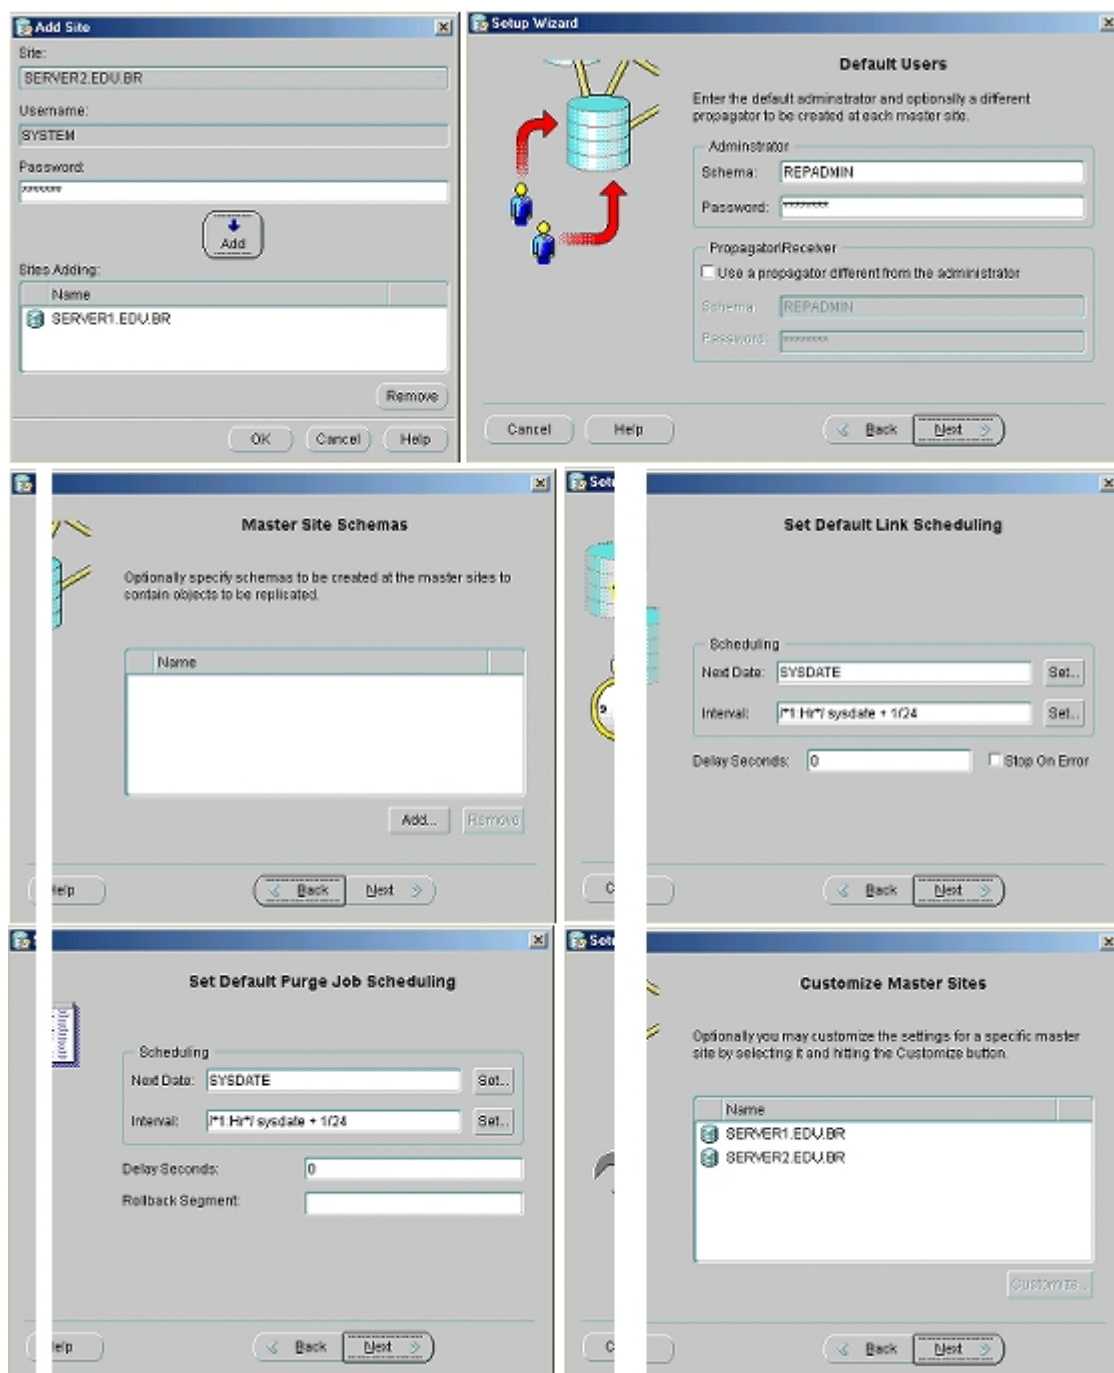 Add Site
Site:
SERVER2.EDU.BR
Username:
SYSTEM
Password:
*******
Add
Sites Adding:
Name
SERVER1.EDU.BR
Remove
OK Cancel Help
Setup Wizard
Default Users
Enter the default adminstrator and optionally a different
propagator to be created at each master site.
Adminstrator
Schema: REPADMIN
Password: ********
Propagator\Receiver
Use a propagator different from the administrator
Schema: REPADMIN
Password: ********
Cancel Help Back Next
Master Site Schemas
Optionally specify schemas to be created at the master sites to
contain objects to be replicated.
Name
Add... Remove
Help Back Next
Set Default Link Scheduling
Scheduling
Next Date: SYSDATE Set...
Interval: /*1:Hr*/ sysdate + 1/24 Set...
Delay Seconds: 0 Stop On Error
Back Next
Set Default Purge Job Scheduling
Scheduling
Next Date: SYSDATE Set...
Interval: /*1:Hr*/ sysdate + 1/24 Set...
Delay Seconds: 0
Rollback Segment:
Help Back Next
Customize Master Sites
Optionally you may customize the settings for a specific master
site by selecting it and hitting the Customize button.
Name
SERVER1.EDU.BR
SERVER2.EDU.BR
Customize...
Back Next